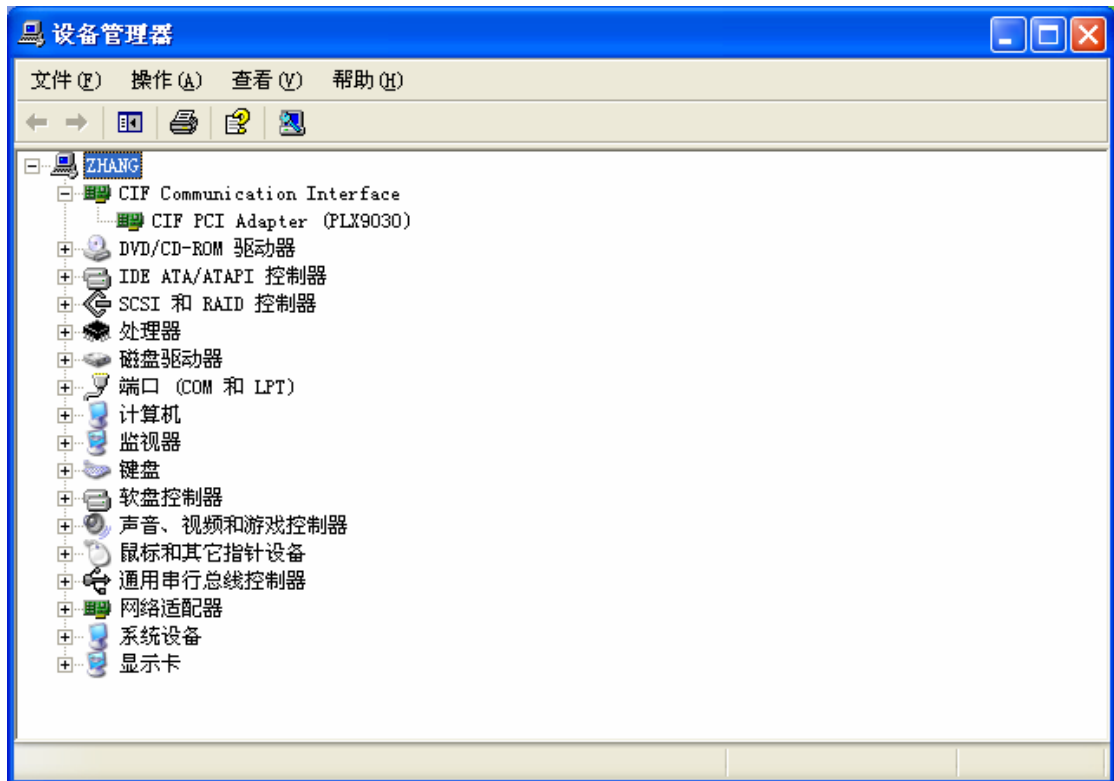 设备管理器
文件(F) 操作(A) 查看(V) 帮助(H)
ZHANG
CIF Communication Interface
CIF PCI Adapter (PLX9030)
DVD/CD-ROM 驱动器
IDE ATA/ATAPI 控制器
SCSI 和 RAID 控制器
处理器
磁盘驱动器
端口 (COM 和 LPT)
计算机
监视器
键盘
软盘控制器
声音、视频和游戏控制器
鼠标和其它指针设备
通用串行总线控制器
网络适配器
系统设备
显示卡